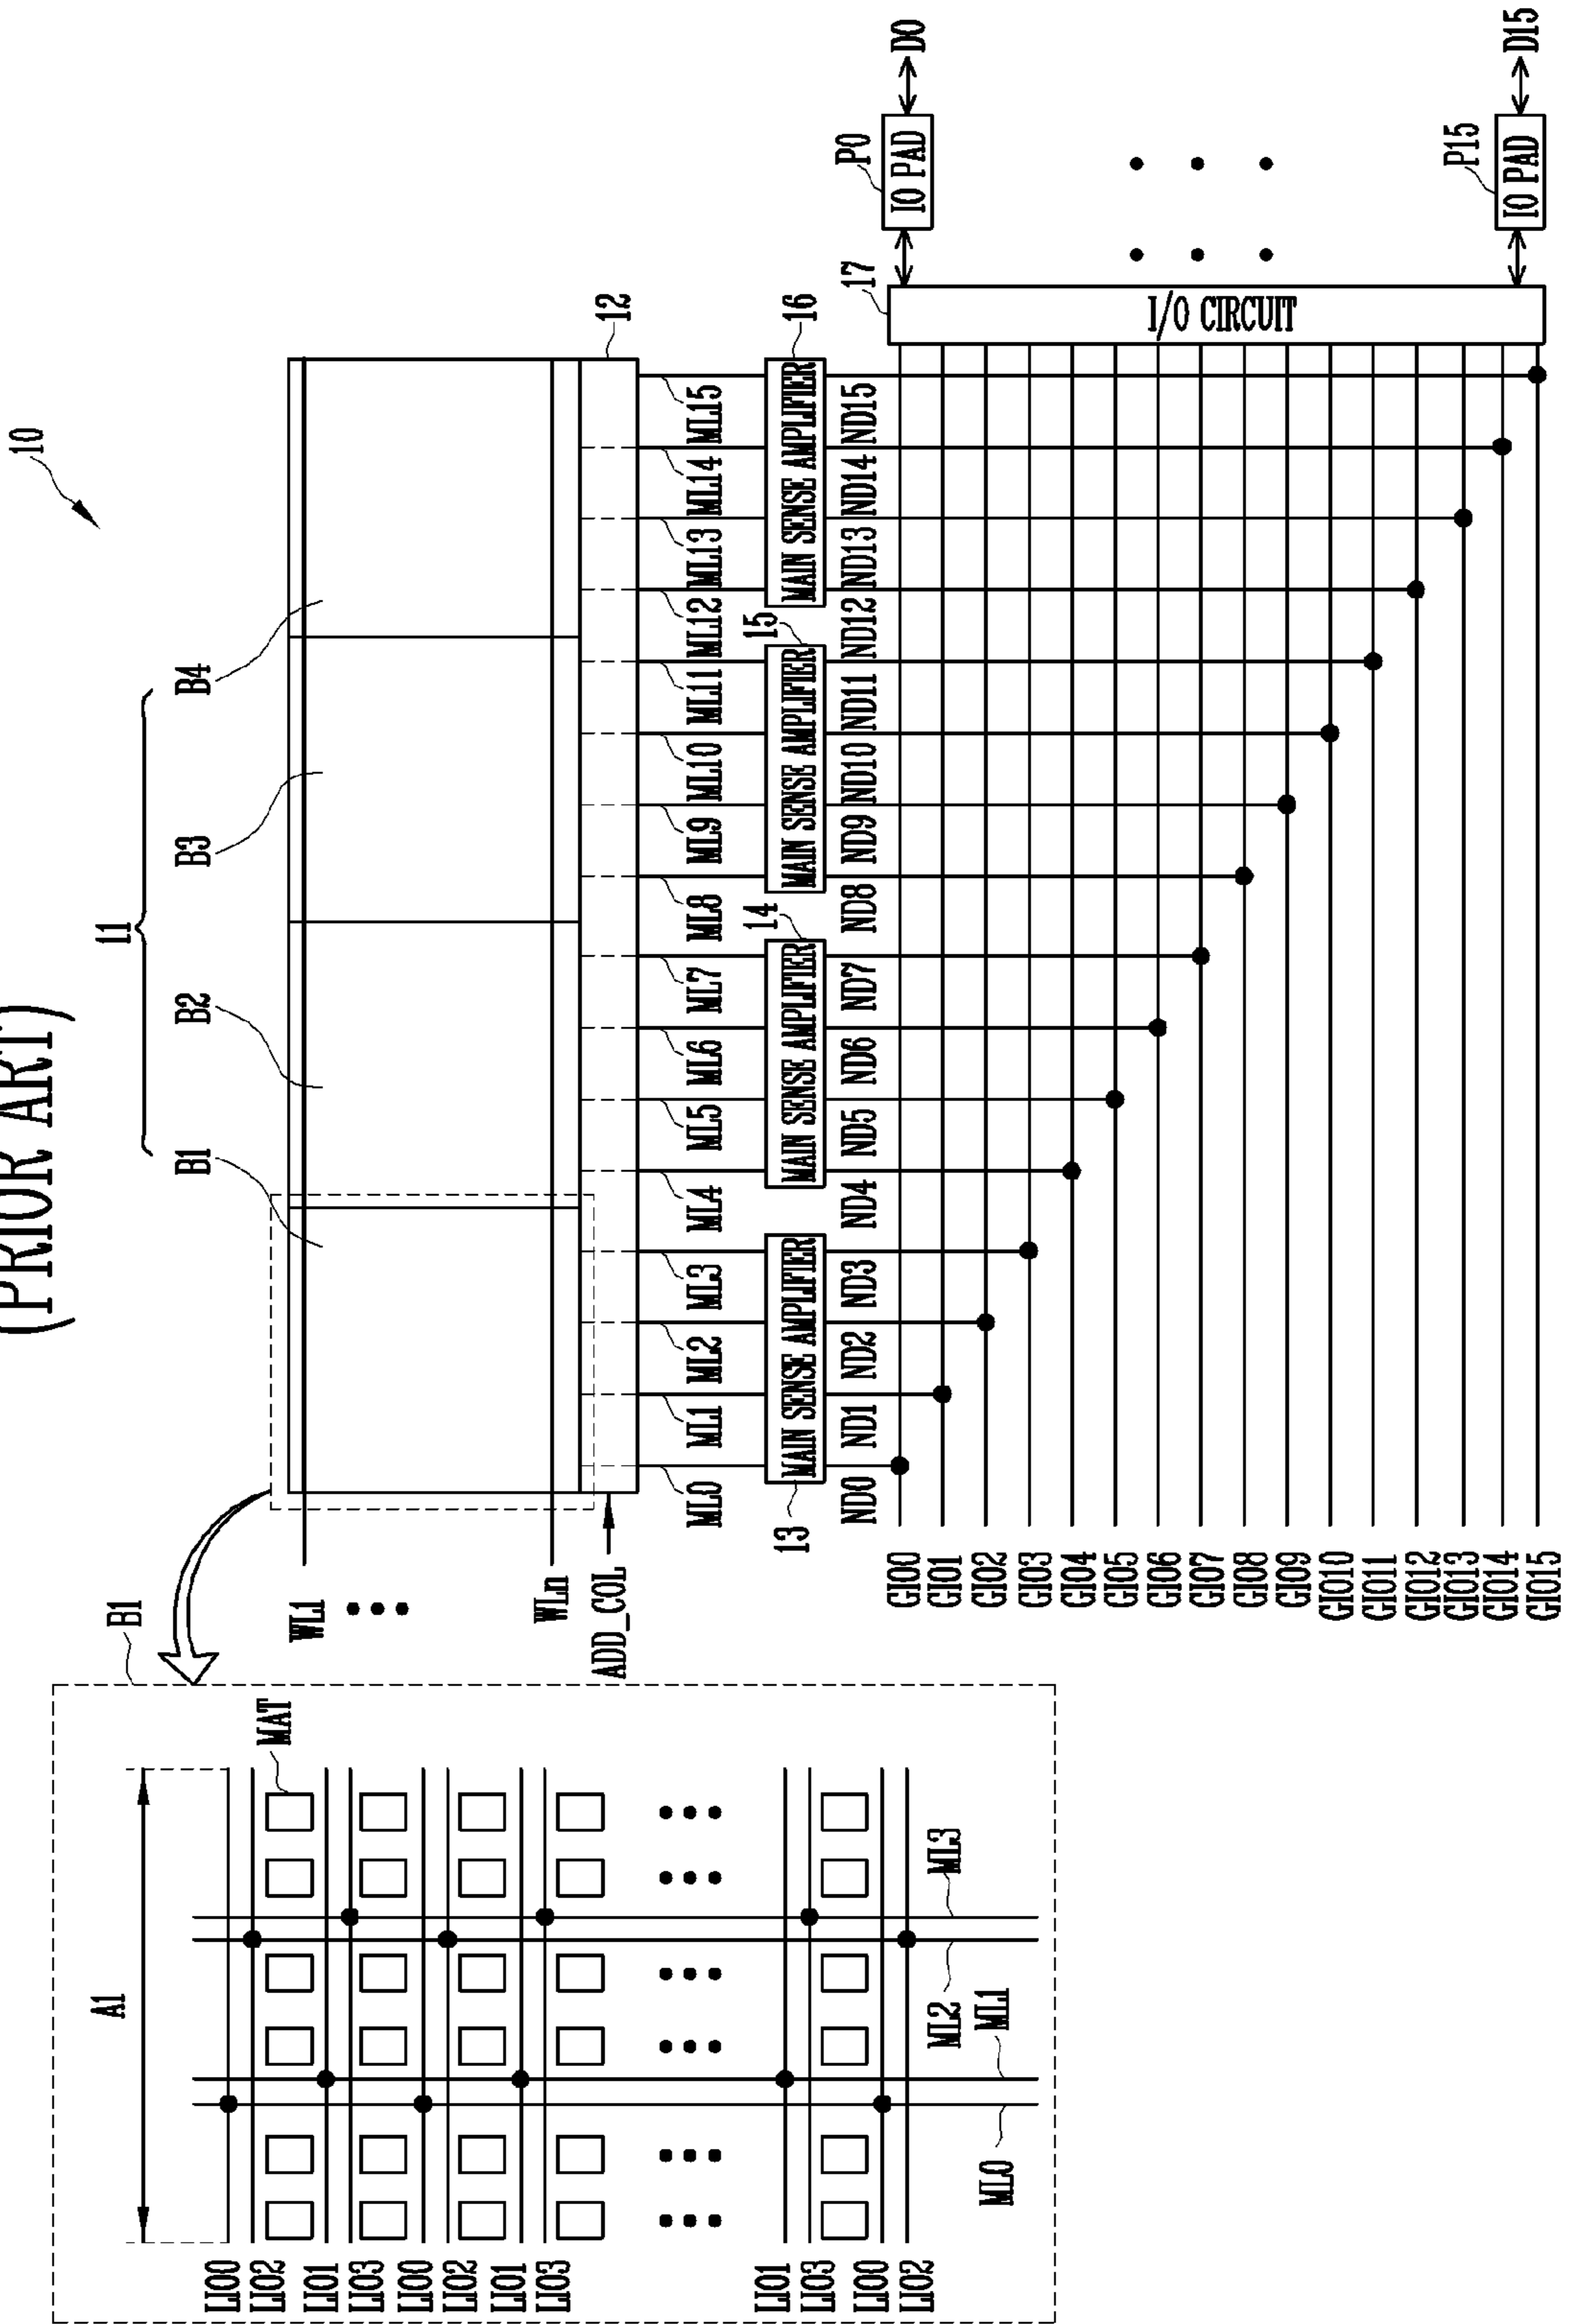 (PRIOR ART)
10
11
B1
B2
B3
B4
WL1
WLn
ADD_COL
12
ML0
ML1
ML2
ML3
ML4
ML5
ML6
ML7
ML8
ML9
ML10
ML11
ML12
ML13
ML14
ML15
13
MAIN SENSE AMPLIFIER
14
MAIN SENSE AMPLIFIER
15
MAIN SENSE AMPLIFIER
16
MAIN SENSE AMPLIFIER
ND0
ND1
ND2
ND3
ND4
ND5
ND6
ND7
ND8
ND9
ND10
ND11
ND12
ND13
ND14
ND15
GIO0
GIO1
GIO2
GIO3
GIO4
GIO5
GIO6
GIO7
GIO8
GIO9
GIO10
GIO11
GIO12
GIO13
GIO14
GIO15
17
I/O CIRCUIT
P0
IO PAD
D0
P15
IO PAD
D15
B1
A1
MAT
LIO0
LIO2
LIO1
LIO3
LIO0
LIO2
LIO1
LIO3
LIO1
LIO3
LIO0
LIO2
ML0
ML1
ML2
ML3